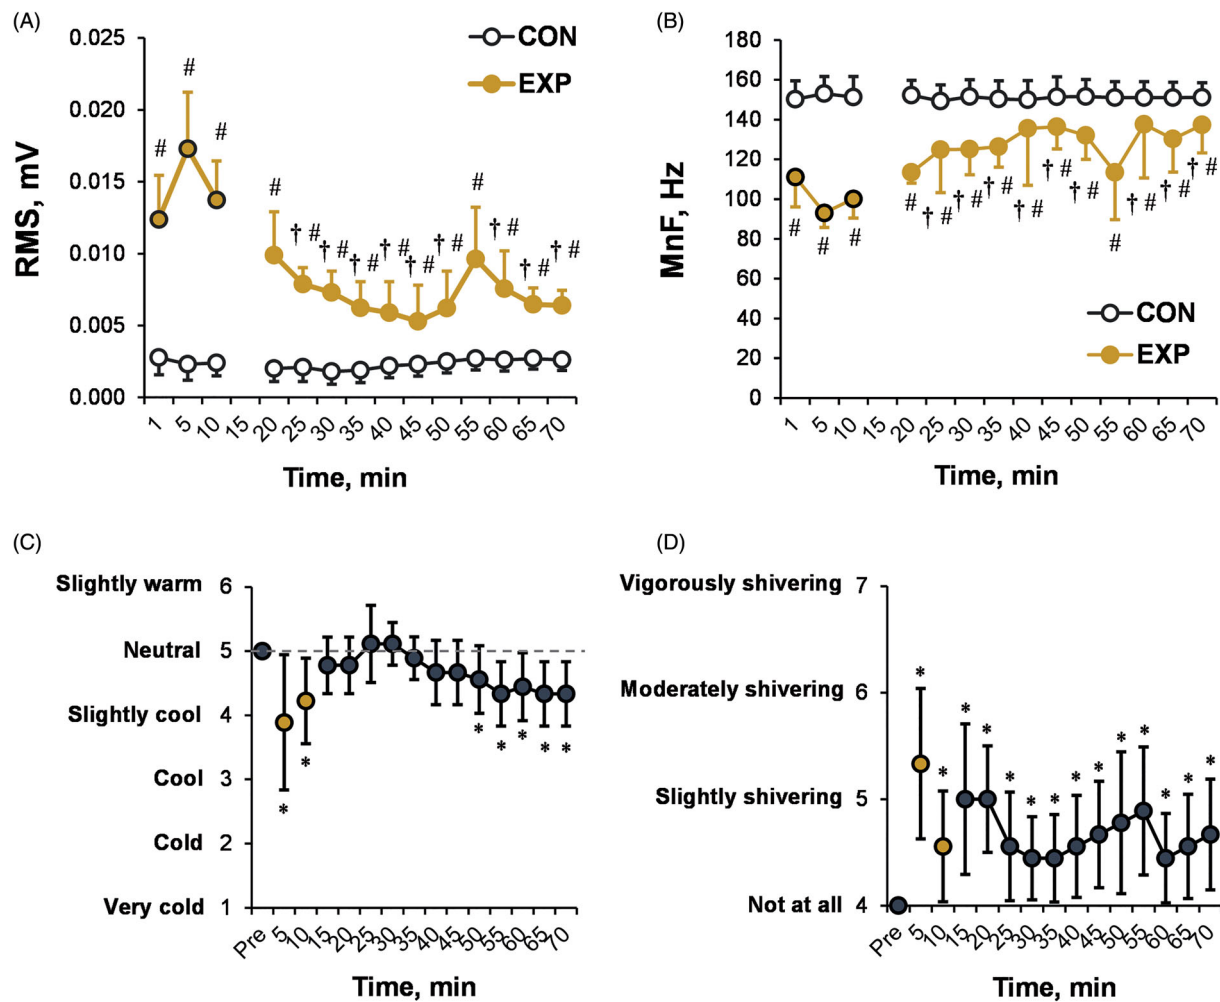 (A)
RMS, mV
0.025
0.020
0.015
0.010
0.005
0.000
CON
EXP
# # #
# † # † # † # † # † # † # # † # † # † #
1 5 10 15 20 25 30 35 40 45 50 55 60 65 70
Time, min
(B)
MnF, Hz
180
160
140
120
100
80
60
40
20
0
# # #
# † # † # † # † # † # † # # † # † # † #
CON
EXP
1 5 10 15 20 25 30 35 40 45 50 55 60 65 70
Time, min
(C)
Slightly warm 6
Neutral 5
Slightly cool 4
Cool 3
Cold 2
Very cold 1
* * * * * * *
Pre 5 10 15 20 25 30 35 40 45 50 55 60 65 70
Time, min
(D)
Vigorously shivering 7
Moderately shivering 6
Slightly shivering 5
Not at all 4
* * * * * * * * * * * * * *
Pre 5 10 15 20 25 30 35 40 45 50 55 60 65 70
Time, min